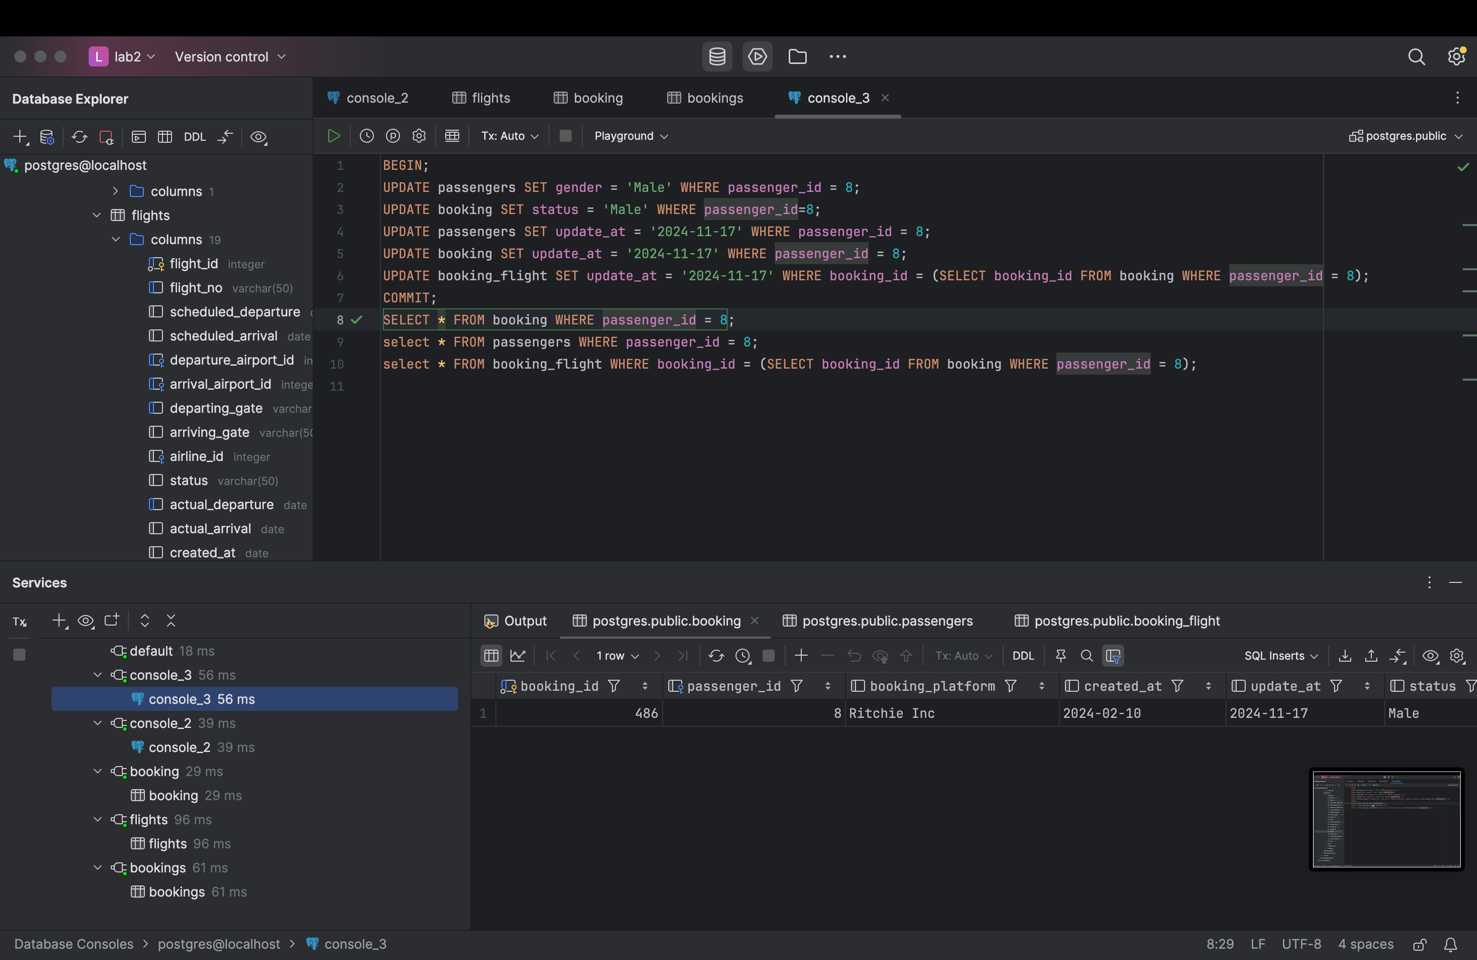 L lab2 Version control
Database Explorer
console_2 flights booking bookings console_3
DDL Tx: Auto Playground postgres.public
postgres@localhost
columns 1
flights
columns 19
flight_id integer
flight_no varchar(50)
scheduled_departure
scheduled_arrival date
departure_airport_id in
arrival_airport_id intege
departing_gate varchar
arriving_gate varchar(50
airline_id integer
status varchar(50)
actual_departure date
actual_arrival date
created_at date
1 BEGIN;
2 UPDATE passengers SET gender = 'Male' WHERE passenger_id = 8;
3 UPDATE booking SET status = 'Male' WHERE passenger_id=8;
4 UPDATE passengers SET update_at = '2024-11-17' WHERE passenger_id = 8;
5 UPDATE booking SET update_at = '2024-11-17' WHERE passenger_id = 8;
6 UPDATE booking_flight SET update_at = '2024-11-17' WHERE booking_id = (SELECT booking_id FROM booking WHERE passenger_id = 8);
7 COMMIT;
8 SELECT * FROM booking WHERE passenger_id = 8;
9 select * FROM passengers WHERE passenger_id = 8;
10 select * FROM booking_flight WHERE booking_id = (SELECT booking_id FROM booking WHERE passenger_id = 8);
11
Services
Tx
default 18 ms
console_3 56 ms
console_3 56 ms
console_2 39 ms
console_2 39 ms
booking 29 ms
booking 29 ms
flights 96 ms
flights 96 ms
bookings 61 ms
bookings 61 ms
Output postgres.public.booking postgres.public.passengers postgres.public.booking_flight
1 row Tx: Auto DDL SQL Inserts
booking_id passenger_id booking_platform created_at update_at status
1 486 8 Ritchie Inc 2024-02-10 2024-11-17 Male
Database Consoles > postgres@localhost > console_3 8:29 LF UTF-8 4 spaces